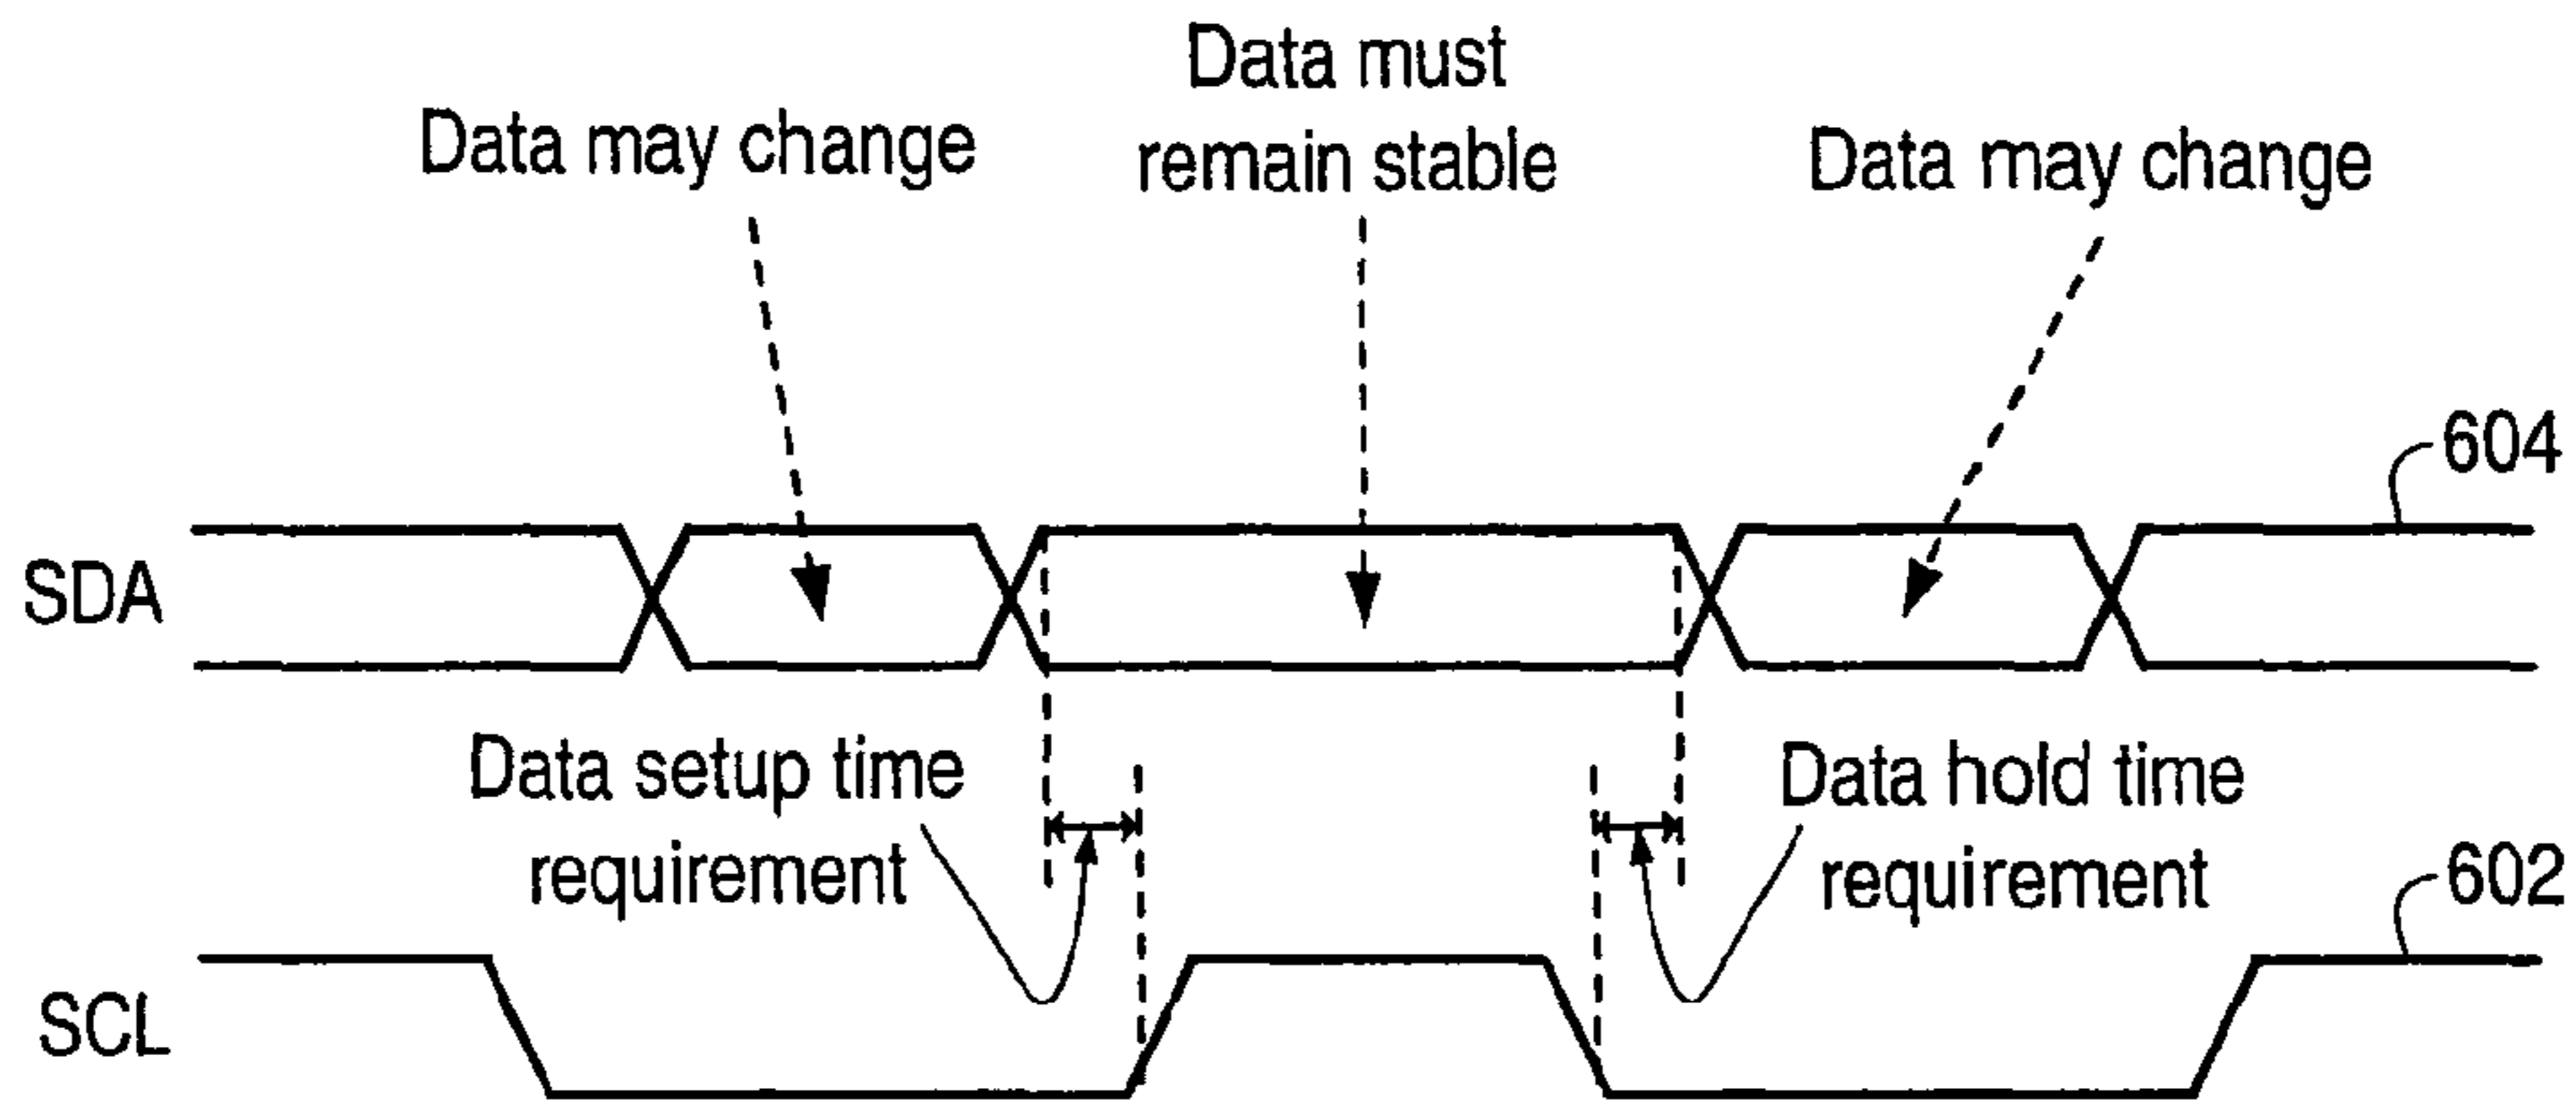 Data must
remain stable
Data may change
Data may change
604
SDA
Data setup time
requirement
Data hold time
requirement
602
SCL